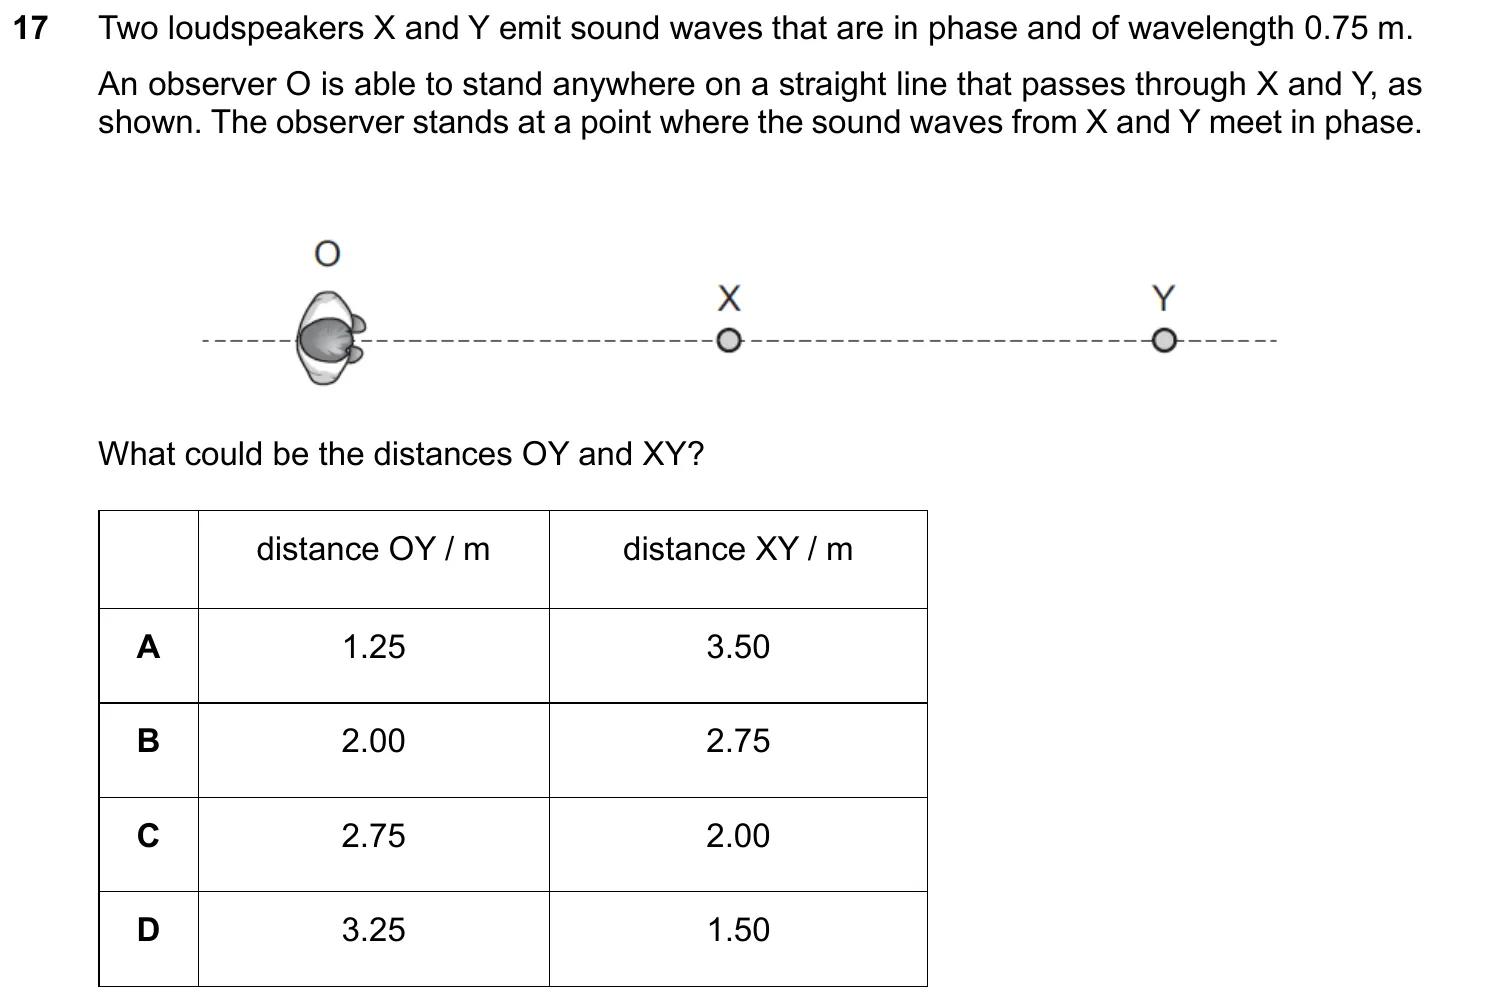 17 Two loudspeakers X and Y emit sound waves that are in phase and of wavelength 0.75 m.
An observer O is able to stand anywhere on a straight line that passes through X and Y, as
shown. The observer stands at a point where the sound waves from X and Y meet in phase.
O
X Y
What could be the distances OY and XY?
distance OY / m distance XY / m
A 1.25 3.50
B 2.00 2.75
C 2.75 2.00
D 3.25 1.50